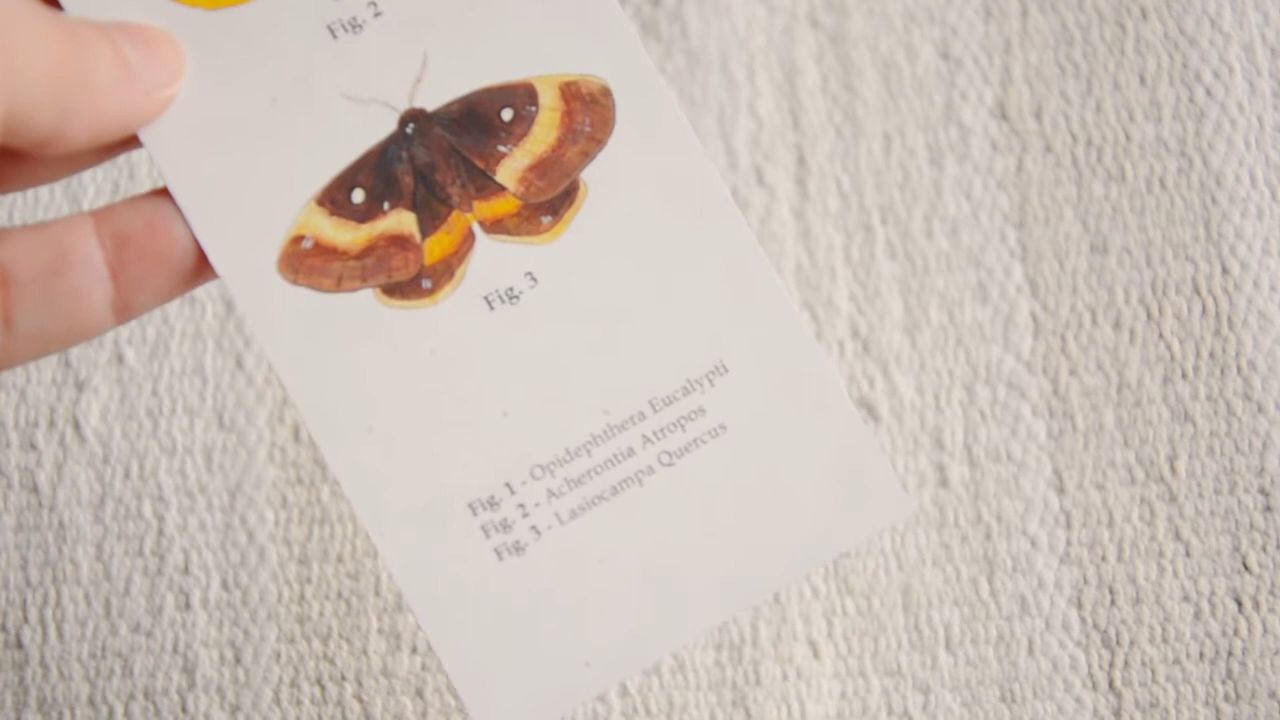 Fig. 2
Fig. 3
Fig. 1 - Opidephthera Eucalypti
Fig. 2 - Acherontia Atropos
Fig. 3 - Lasiocampa Quercus